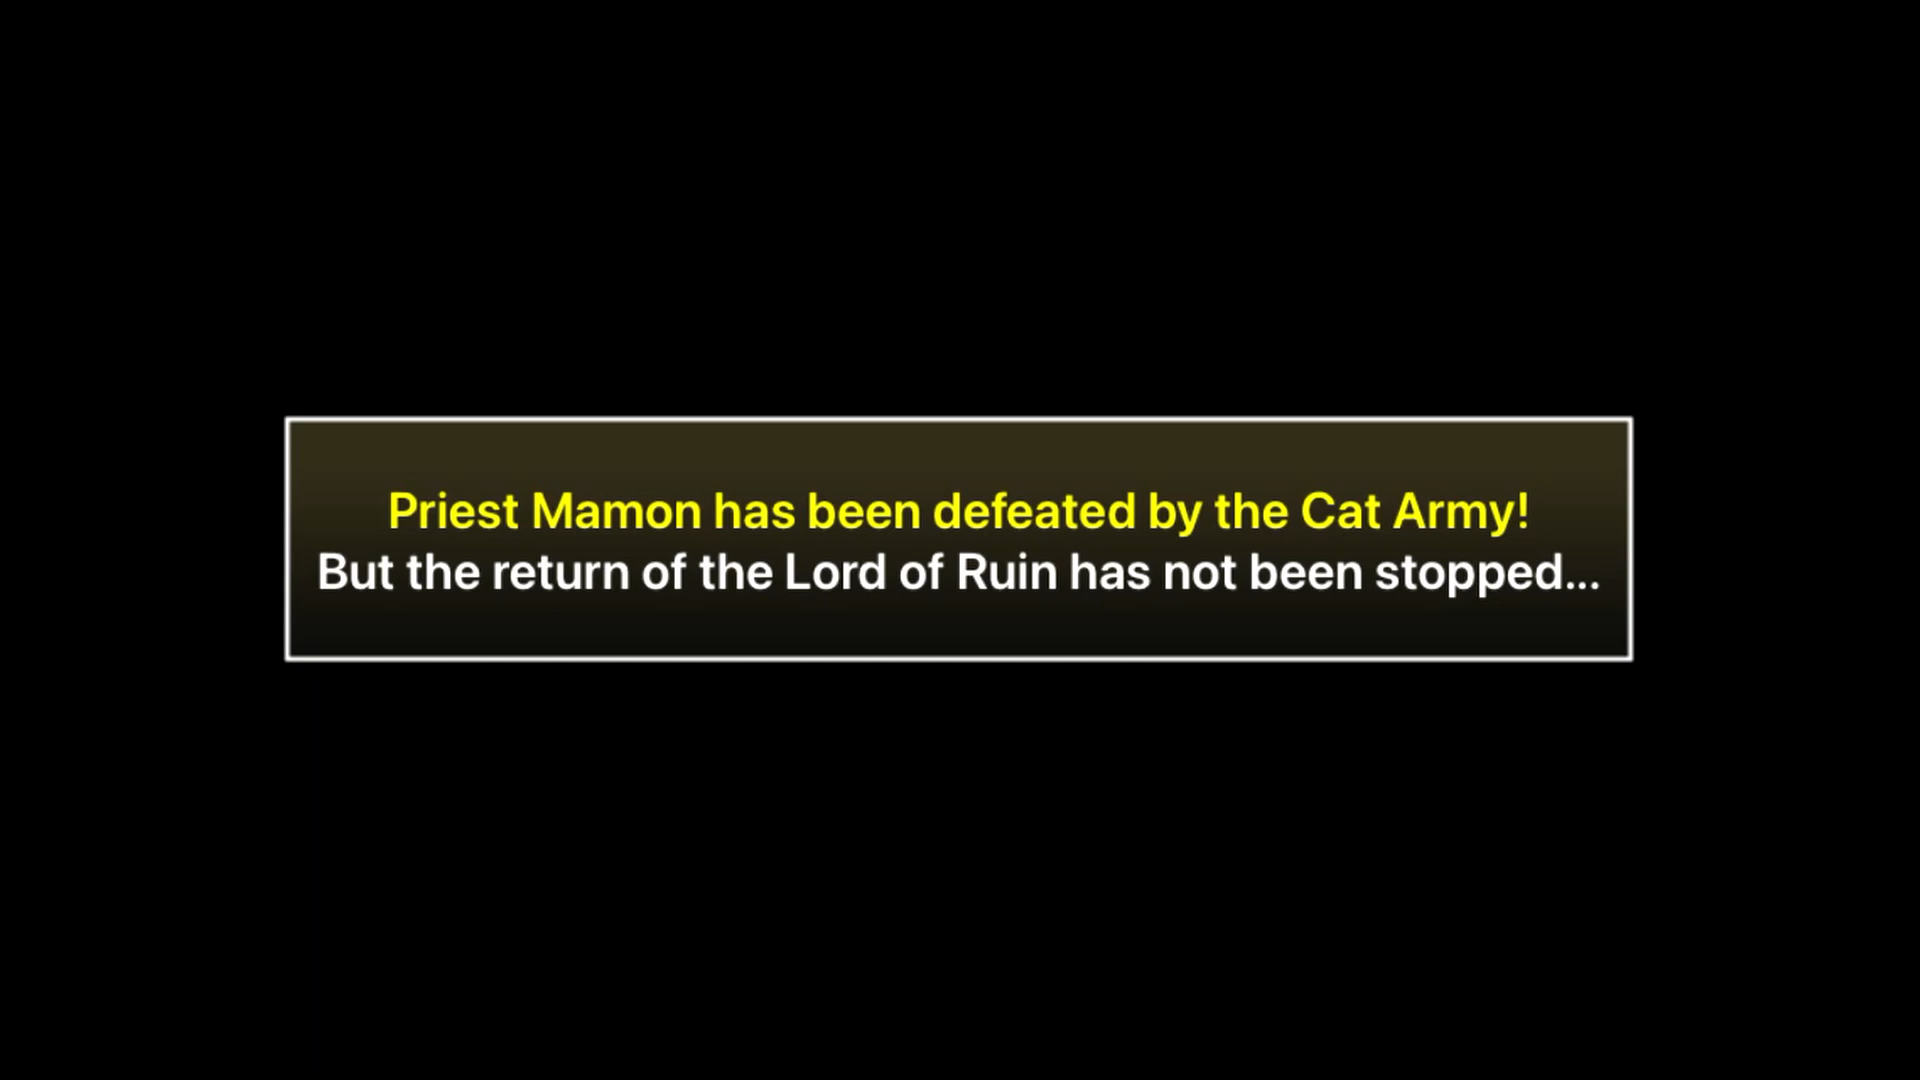 Priest Mamon has been defeated by the Cat Army!
But the return of the Lord of Ruin has not been stopped...